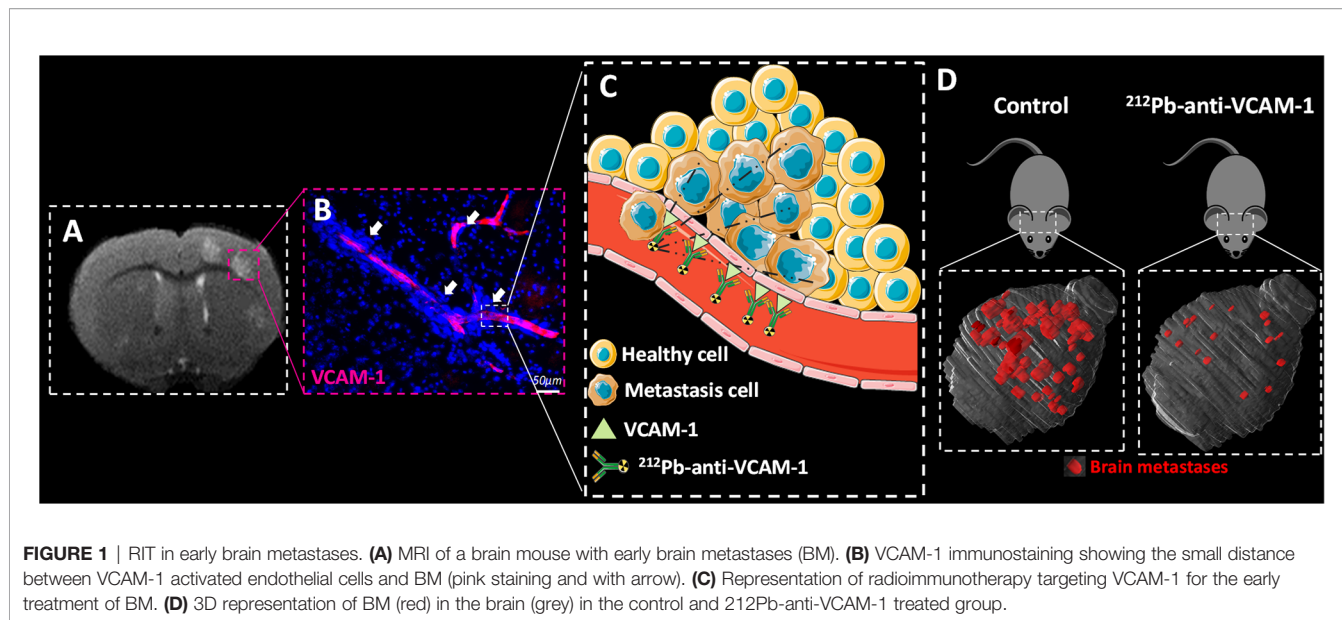 A
B
VCAM-1
50µm
C
Healthy cell
Metastasis cell
VCAM-1
²¹²Pb-anti-VCAM-1
D
Control
²¹²Pb-anti-VCAM-1
Brain metastases
FIGURE 1 | RIT in early brain metastases. (A) MRI of a brain mouse with early brain metastases (BM). (B) VCAM-1 immunostaining showing the small distance
between VCAM-1 activated endothelial cells and BM (pink staining and with arrow). (C) Representation of radioimmunotherapy targeting VCAM-1 for the early
treatment of BM. (D) 3D representation of BM (red) in the brain (grey) in the control and 212Pb-anti-VCAM-1 treated group.